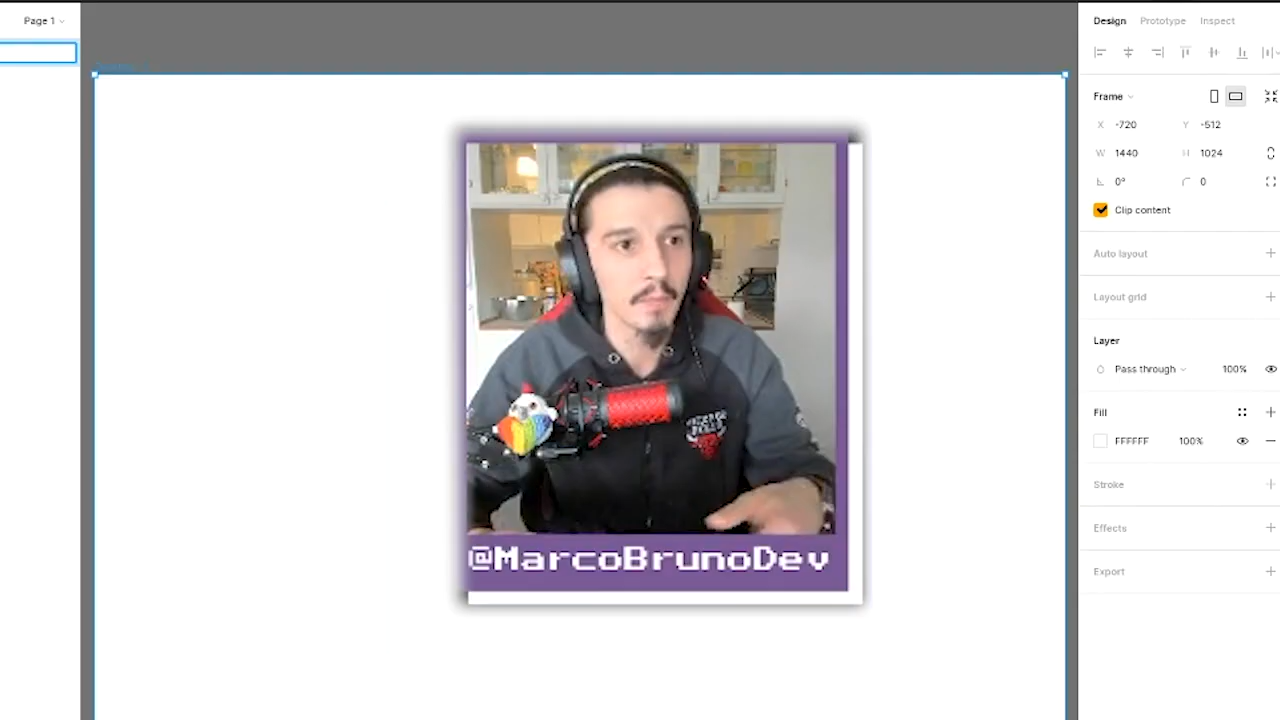 Page 1
Design Prototype Inspect
Frame
X -720 Y -512
W 1440 H 1024
0° 0
Clip content
Auto layout
Layout grid
Layer
Pass through 100%
Fill
FFFFFF 100%
Stroke
Effects
Export
@MarcoBrunoDev